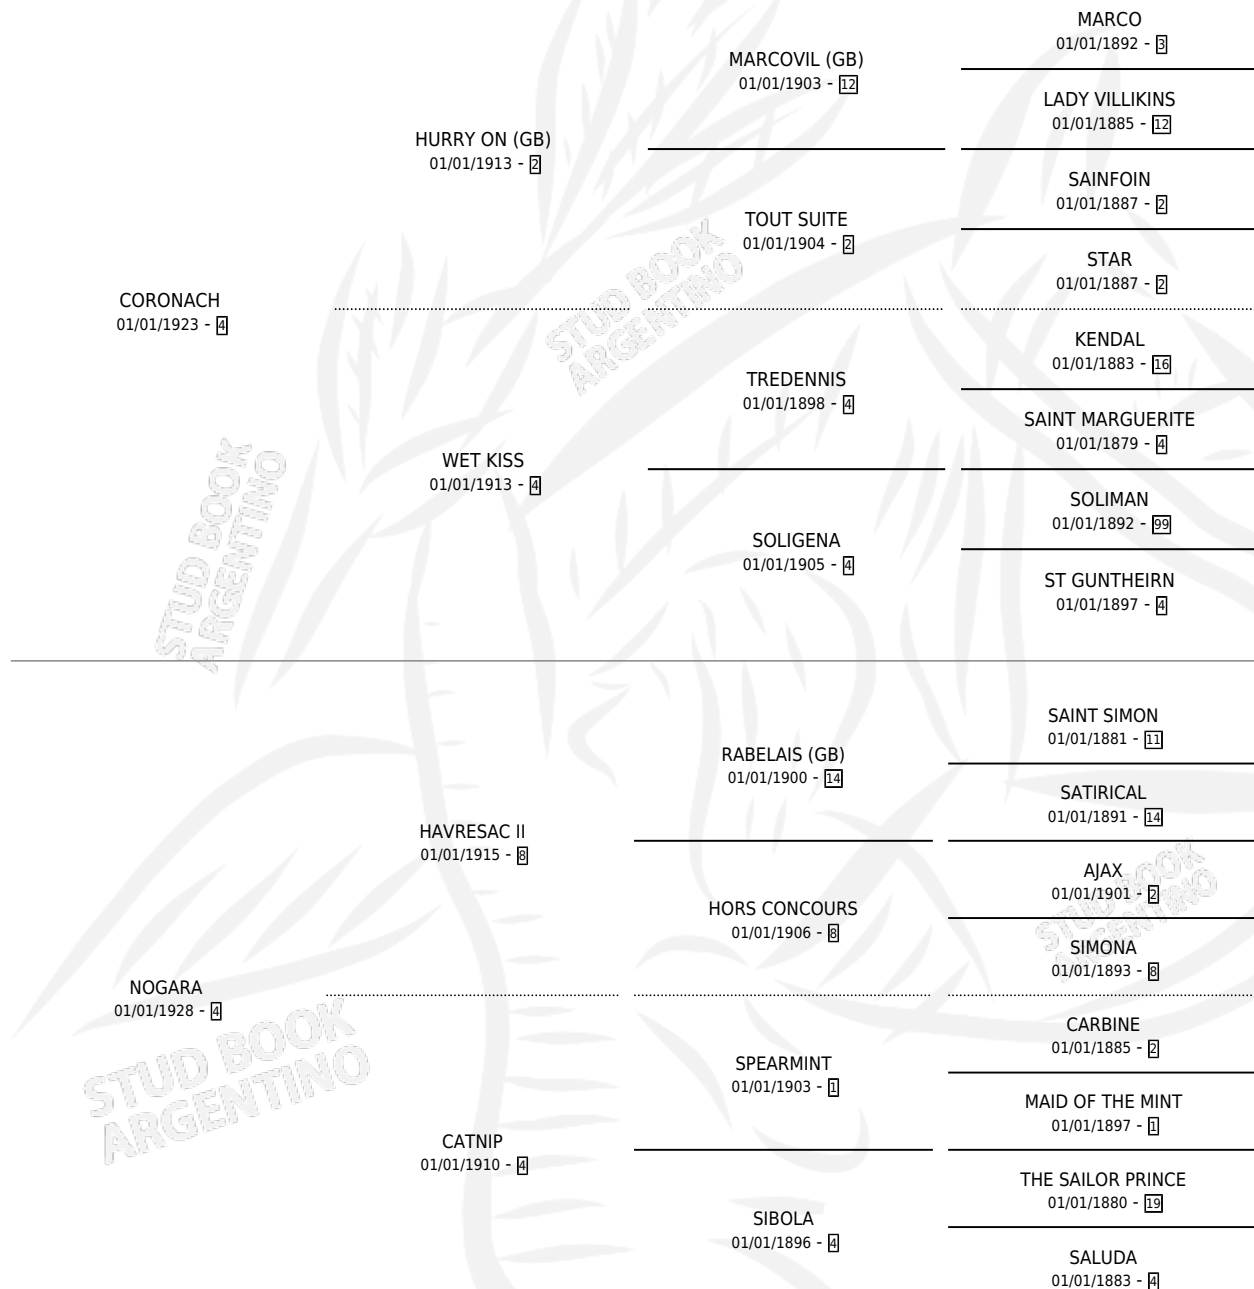 MARCO
01/01/1892 - 3
MARCOVIL (GB)
01/01/1903 - 12
LADY VILLIKINS
01/01/1885 - 12
HURRY ON (GB)
01/01/1913 - 2
SAINFOIN
01/01/1887 - 2
TOUT SUITE
01/01/1904 - 2
STAR
01/01/1887 - 2
CORONACH
01/01/1923 - 4
KENDAL
01/01/1883 - 16
TREDENNIS
01/01/1898 - 4
SAINT MARGUERITE
01/01/1879 - 4
WET KISS
01/01/1913 - 4
SOLIMAN
01/01/1892 - 99
SOLIGENA
01/01/1905 - 4
ST GUNTHEIRN
01/01/1897 - 4
SAINT SIMON
01/01/1881 - 11
RABELAIS (GB)
01/01/1900 - 14
SATIRICAL
01/01/1891 - 14
HAVRESAC II
01/01/1915 - 8
AJAX
01/01/1901 - 2
HORS CONCOURS
01/01/1906 - 8
SIMONA
01/01/1893 - 8
NOGARA
01/01/1928 - 4
CARBINE
01/01/1885 - 2
SPEARMINT
01/01/1903 - 1
MAID OF THE MINT
01/01/1897 - 1
CATNIP
01/01/1910 - 4
THE SAILOR PRINCE
01/01/1880 - 19
SIBOLA
01/01/1896 - 4
SALUDA
01/01/1883 - 4
STUD BOOK
ARGENTINO
STUD BOOK
ARGENTINO
STUD BOOK
ARGENTINO
STUD BOOK
ARGENTINO